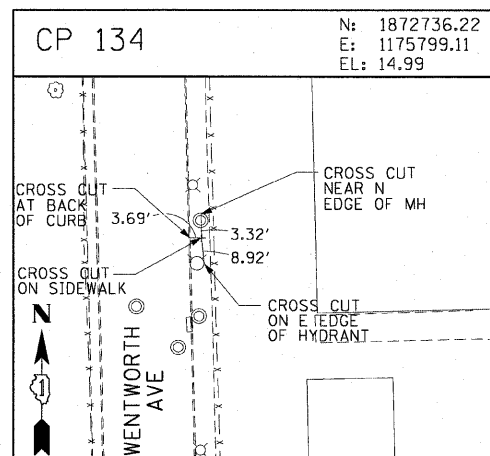 CP 134
N: 1872736.22
E: 1175799.11
EL: 14.99
CROSS CUT
AT BACK
OF CURB
3.69'
CROSS CUT
NEAR N
EDGE OF MH
3.32'
8.92'
CROSS CUT
ON SIDEWALK
CROSS CUT
ON E EDGE
OF HYDRANT
N
1
WENTWORTH
AVE